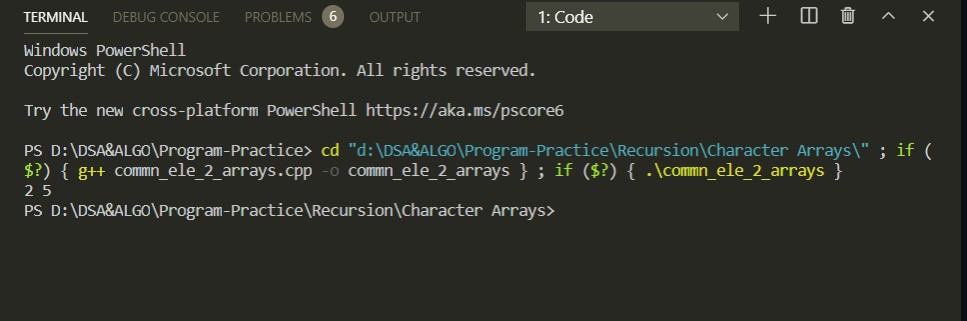 TERMINAL DEBUG CONSOLE PROBLEMS 6 OUTPUT 1: Code
Windows PowerShell
Copyright (C) Microsoft Corporation. All rights reserved.
Try the new cross-platform PowerShell https://aka.ms/pscore6
PS D:\DSA&ALGO\Program-Practice> cd "d:\DSA&ALGO\Program-Practice\Recursion\Character Arrays\" ; if (
$?) { g++ commn_ele_2_arrays.cpp -o commn_ele_2_arrays } ; if ($?) { .\commn_ele_2_arrays }
2 5
PS D:\DSA&ALGO\Program-Practice\Recursion\Character Arrays>